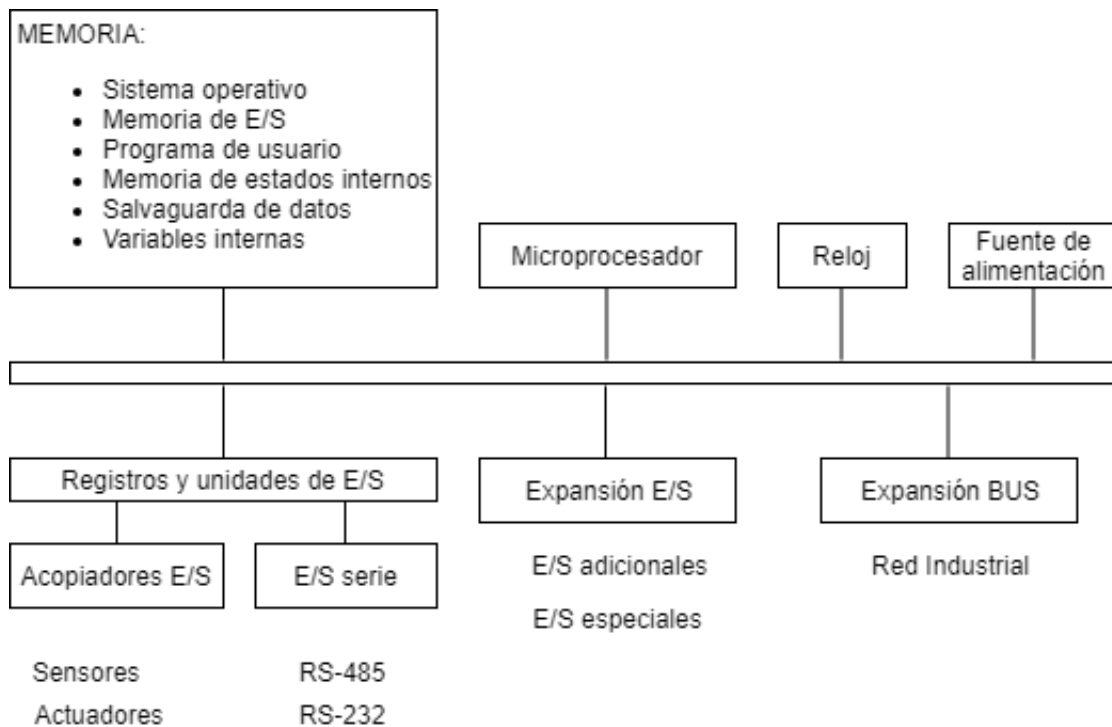 MEMORIA:
• Sistema operativo
• Memoria de E/S
• Programa de usuario
• Memoria de estados internos
• Salvaguarda de datos
• Variables internas
Microprocesador
Reloj
Fuente de
alimentación
Registros y unidades de E/S
Acopiadores E/S
E/S serie
Sensores
Actuadores
RS-485
RS-232
Expansión E/S
E/S adicionales
E/S especiales
Expansión BUS
Red Industrial